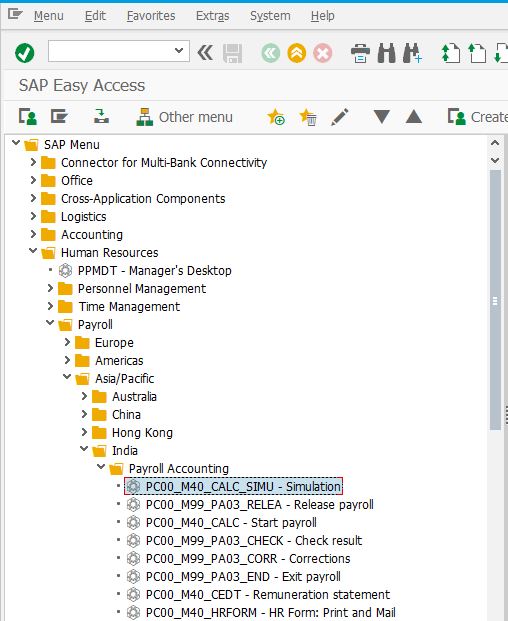 Menu Edit Favorites Extras System Help
SAP Easy Access
Other menu Create
SAP Menu
Connector for Multi-Bank Connectivity
Office
Cross-Application Components
Logistics
Accounting
Human Resources
PPMDT - Manager's Desktop
Personnel Management
Time Management
Payroll
Europe
Americas
Asia/Pacific
Australia
China
Hong Kong
India
Payroll Accounting
PC00_M40_CALC_SIMU - Simulation
PC00_M99_PA03_RELEA - Release payroll
PC00_M40_CALC - Start payroll
PC00_M99_PA03_CHECK - Check result
PC00_M99_PA03_CORR - Corrections
PC00_M99_PA03_END - Exit payroll
PC00_M40_CEDT - Remuneration statement
PC00_M40_HRFORM - HR Form: Print and Mail